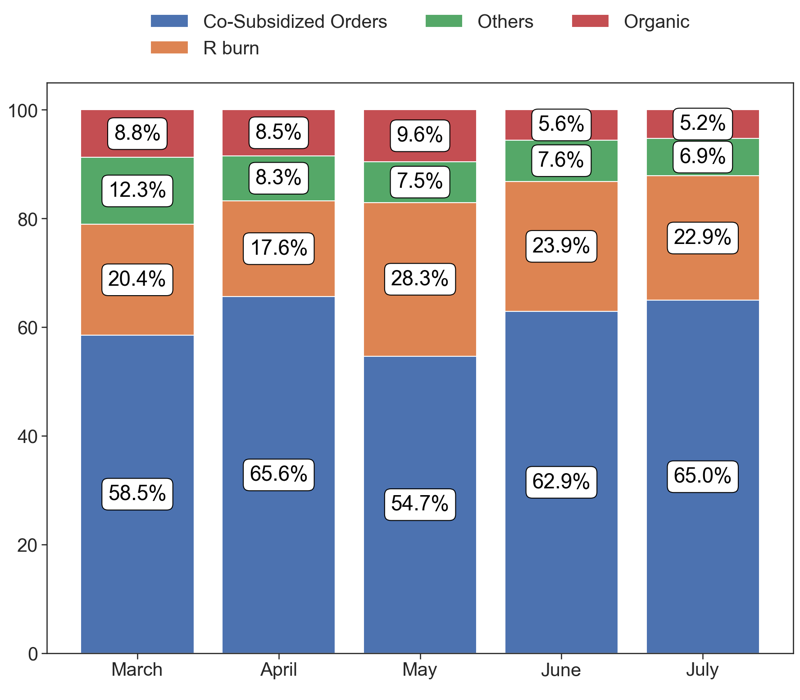 Co-Subsidized Orders Others Organic
R burn
100
8.8% 8.5% 9.6% 5.6% 5.2%
12.3% 8.3% 7.5% 7.6% 6.9%
80
20.4% 17.6% 28.3% 23.9% 22.9%
60
40
58.5% 65.6% 54.7% 62.9% 65.0%
20
0
March April May June July